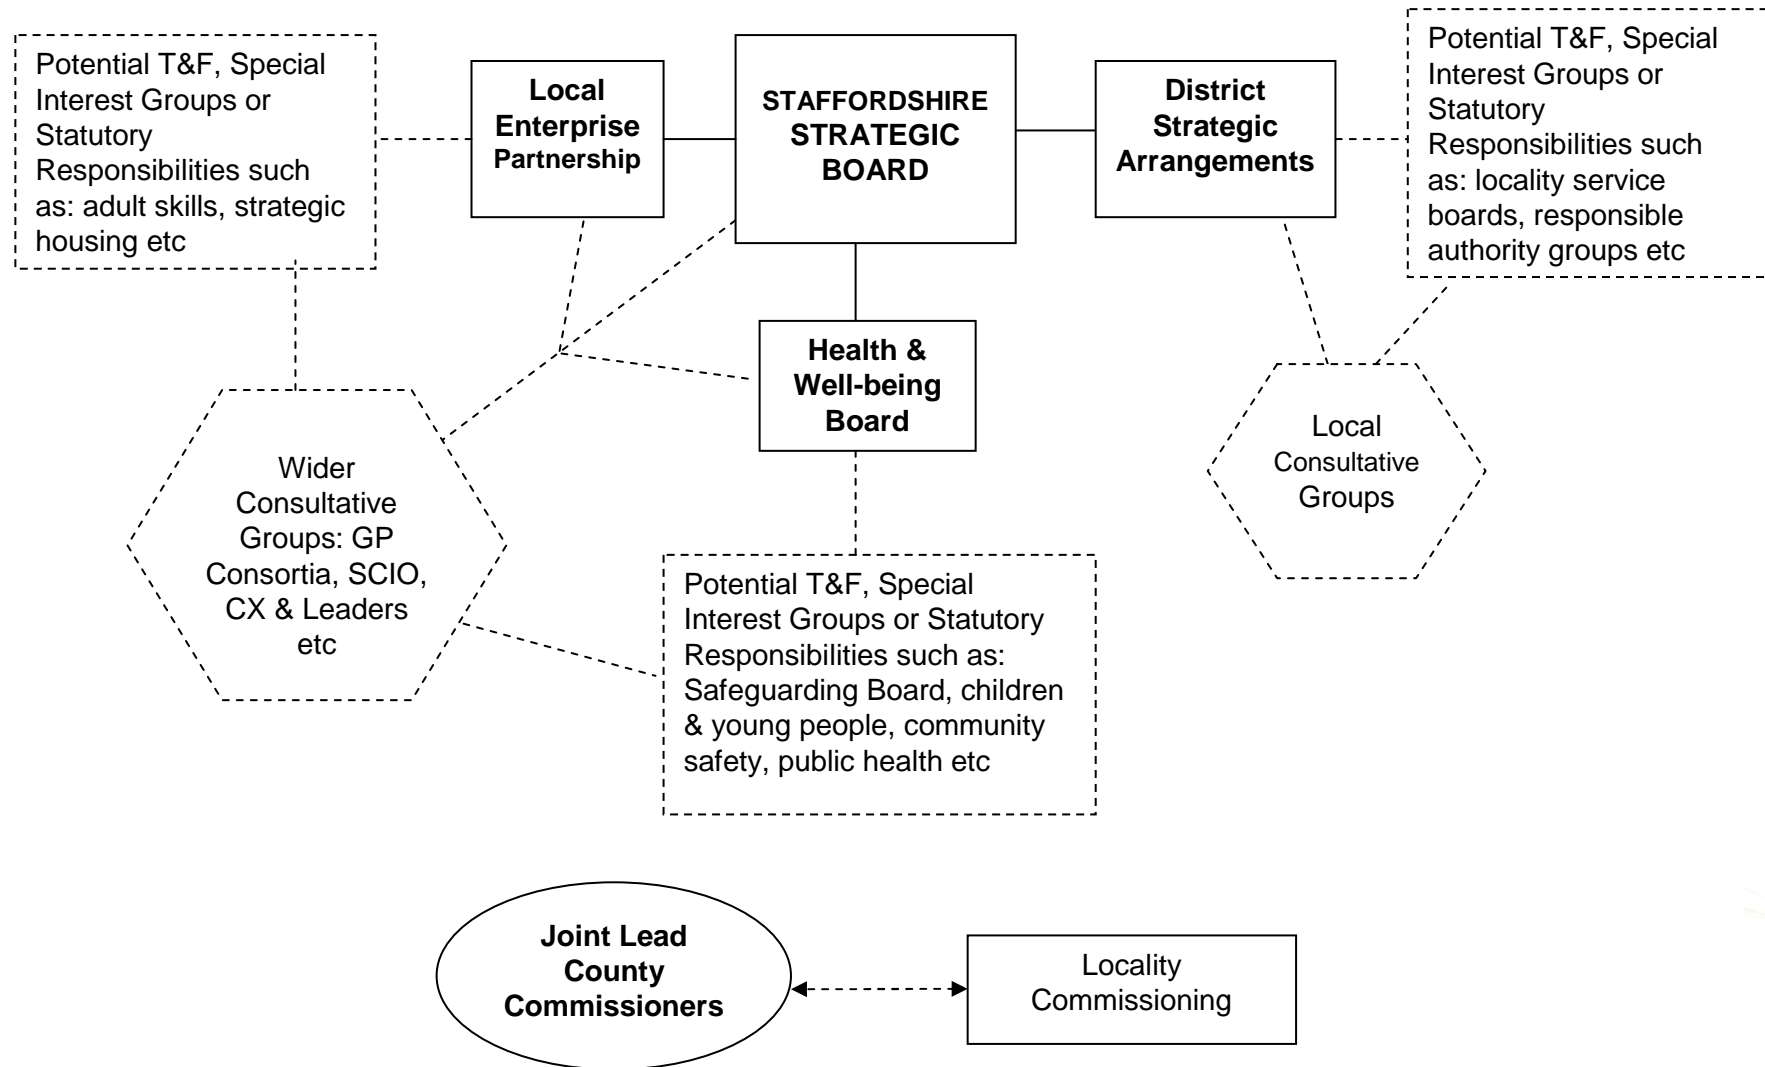 Potential T&F, Special
Interest Groups or
Statutory
Responsibilities such
as: adult skills, strategic
housing etc
Local
Enterprise
Partnership
STAFFORDSHIRE
STRATEGIC
BOARD
District
Strategic
Arrangements
Potential T&F, Special
Interest Groups or
Statutory
Responsibilities such
as: locality service
boards, responsible
authority groups etc
Health &
Well-being
Board
Wider
Consultative
Groups: GP
Consortia, SCIO,
CX & Leaders
etc
Local
Consultative
Groups
Potential T&F, Special
Interest Groups or Statutory
Responsibilities such as:
Safeguarding Board, children
& young people, community
safety, public health etc
Joint Lead
County
Commissioners
Locality
Commissioning